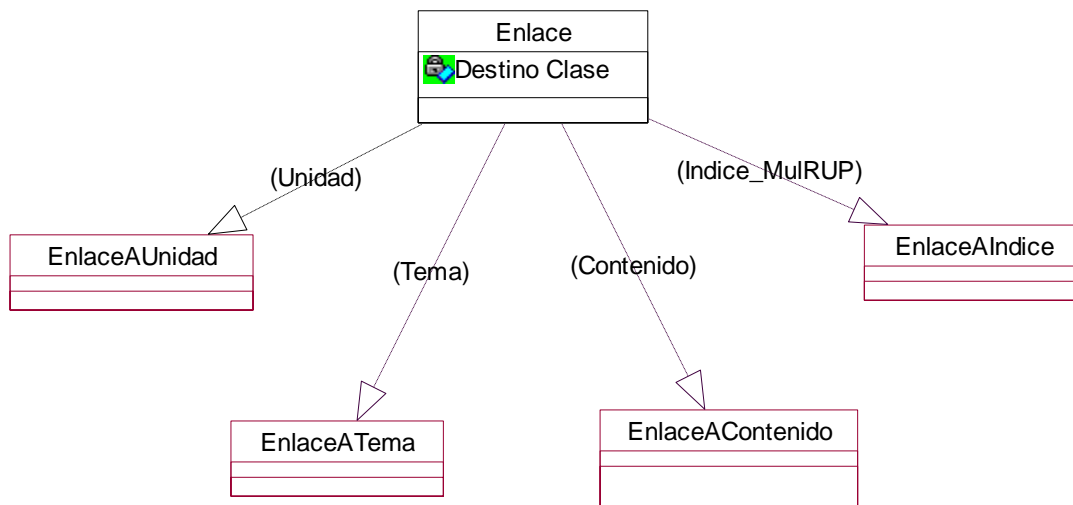 Enlace
Destino Clase
(Unidad)
(Indice_MulRUP)
EnlaceAUnidad
EnlaceAIndice
(Tema)
(Contenido)
EnlaceATema
EnlaceAContenido